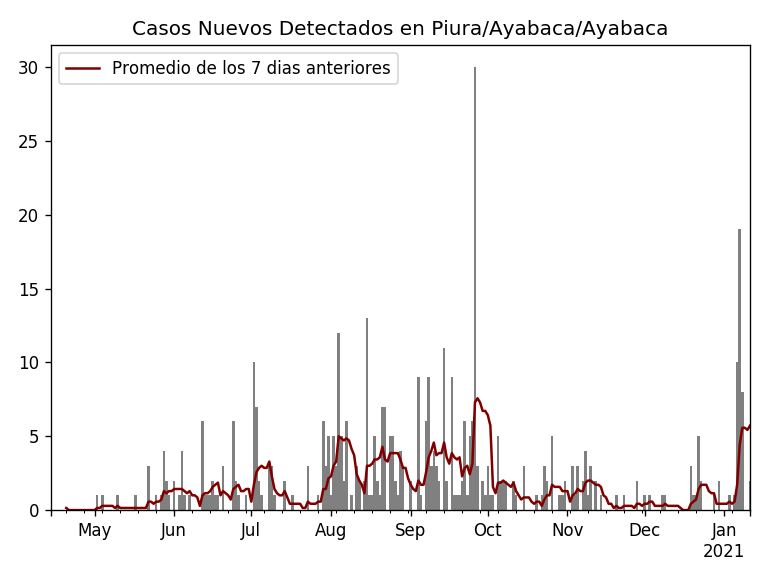 Casos Nuevos Detectados en Piura/Ayabaca/Ayabaca
Promedio de los 7 dias anteriores
30
25
20
15
10
5
0
May Jun Jul Aug Sep Oct Nov Dec Jan
2021